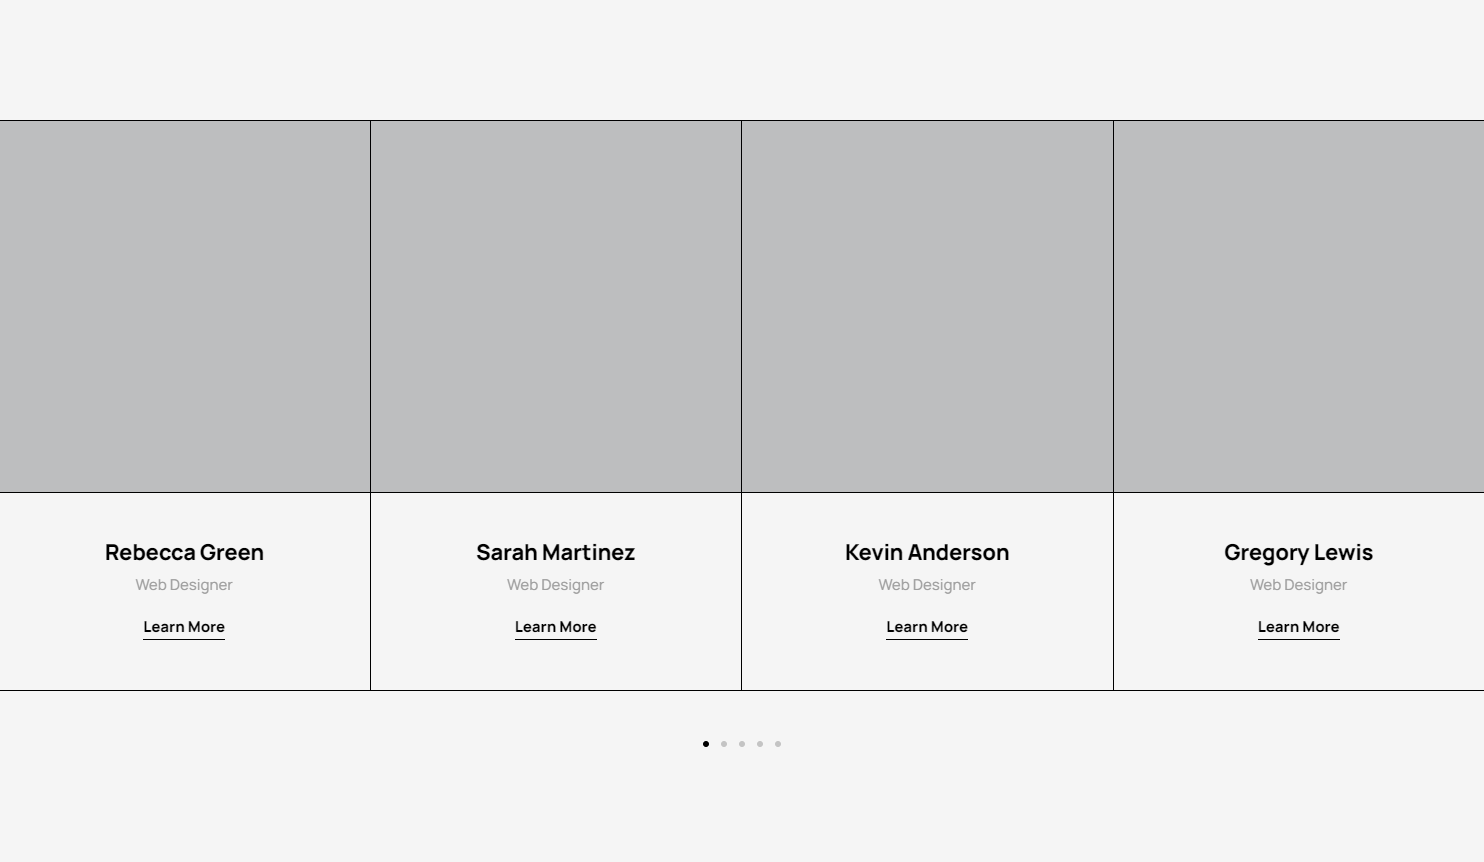 Rebecca Green
Web Designer
Learn More
Sarah Martinez
Web Designer
Learn More
Kevin Anderson
Web Designer
Learn More
Gregory Lewis
Web Designer
Learn More